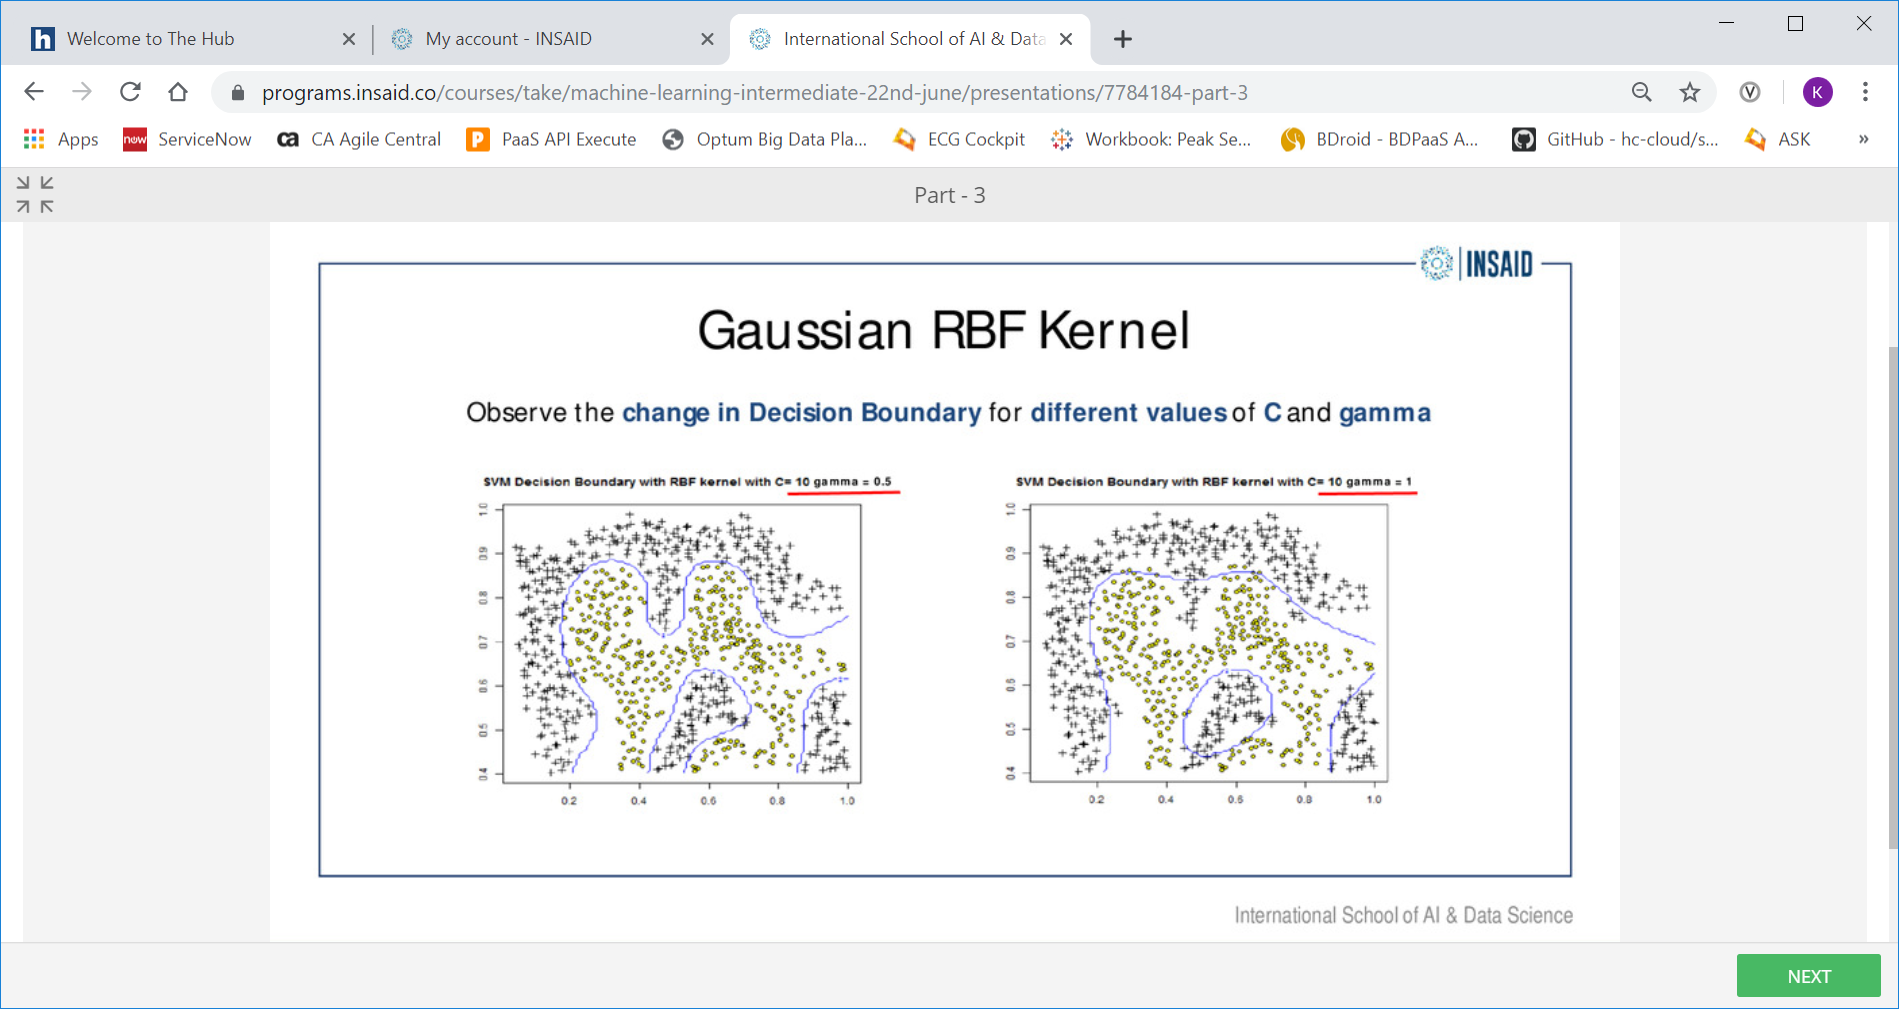 Welcome to The Hub
My account - INSAID
International School of AI & Data
programs.insaid.co/courses/take/machine-learning-intermediate-22nd-june/presentations/7784184-part-3
K
Apps
now ServiceNow
ca CA Agile Central
P PaaS API Execute
Optum Big Data Pla...
ECG Cockpit
Workbook: Peak Se...
BDroid - BDPaaS A...
GitHub - hc-cloud/s...
ASK
»
Part - 3
INSAID
Gaussian RBF Kernel
Observe the change in Decision Boundary for different values of C and gamma
SVM Decision Boundary with RBF kernel with C= 10 gamma = 0.5
1.0
0.9
0.8
0.7
0.6
0.5
0.4
0.2 0.4 0.6 0.8 1.0
SVM Decision Boundary with RBF kernel with C= 10 gamma = 1
1.0
0.9
0.8
0.7
0.6
0.5
0.4
0.2 0.4 0.6 0.8 1.0
International School of AI & Data Science
NEXT